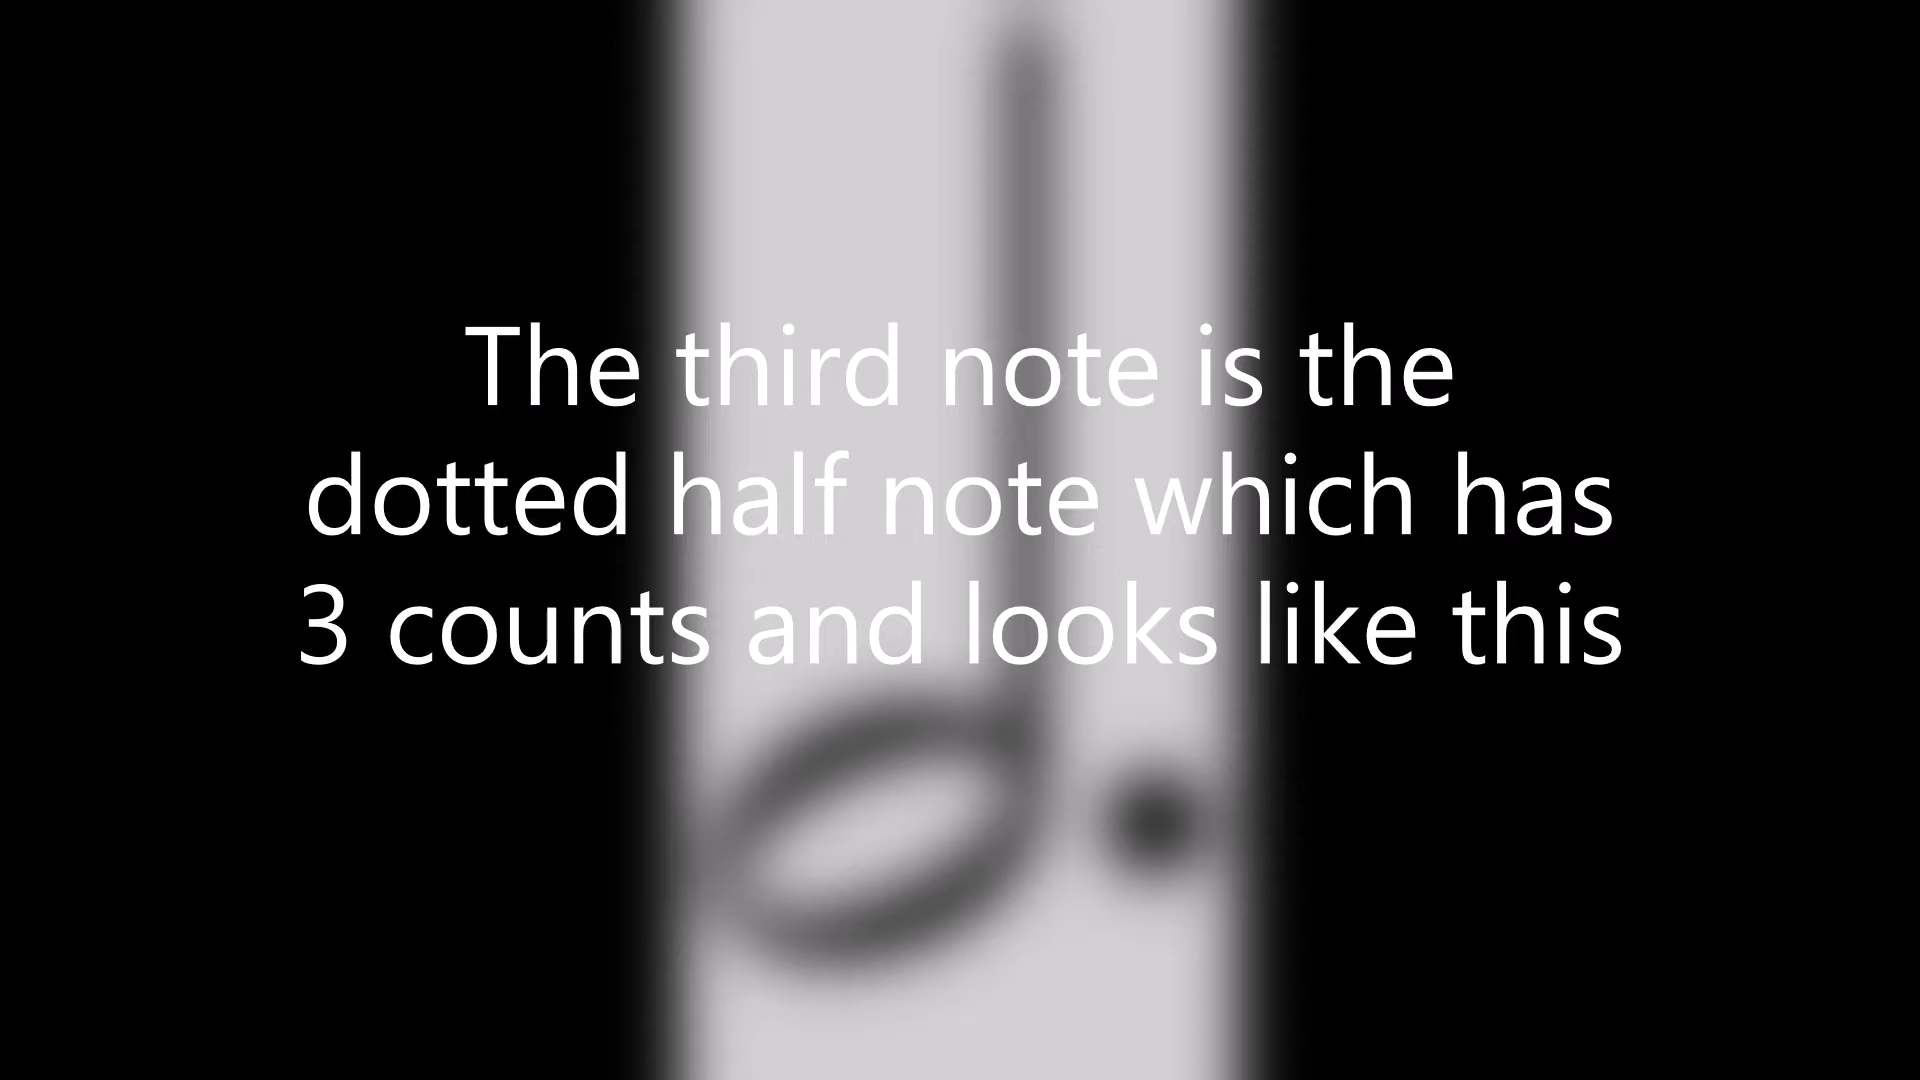 The third note is the
dotted half note which has
3 counts and looks like this